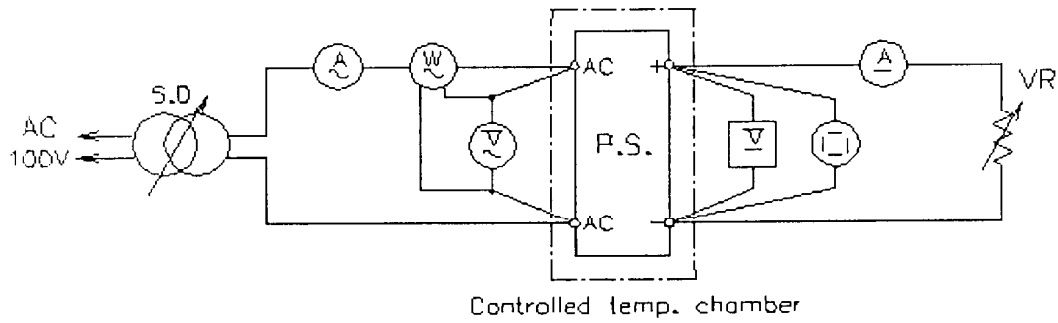 S.D
AC
100V
A
W
V
AC
AC
P.S.
+
-
V
A
VR
Controlled temp. chamber